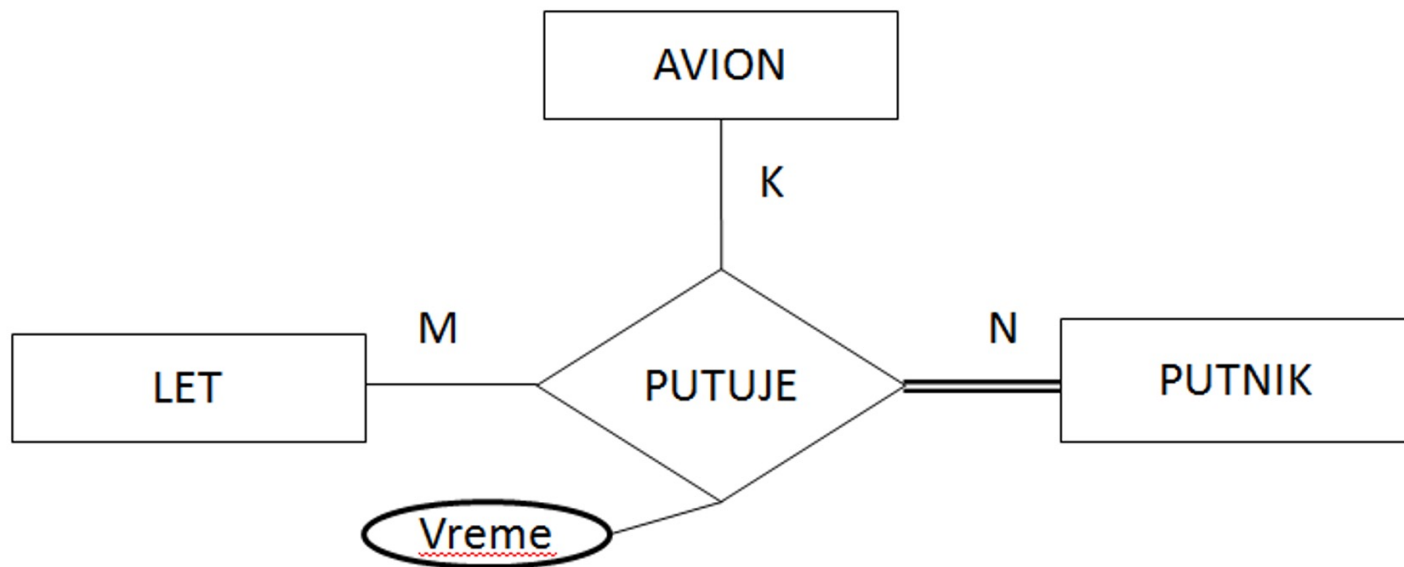 AVION
K
M
N
LET
PUTUJE
PUTNIK
Vreme